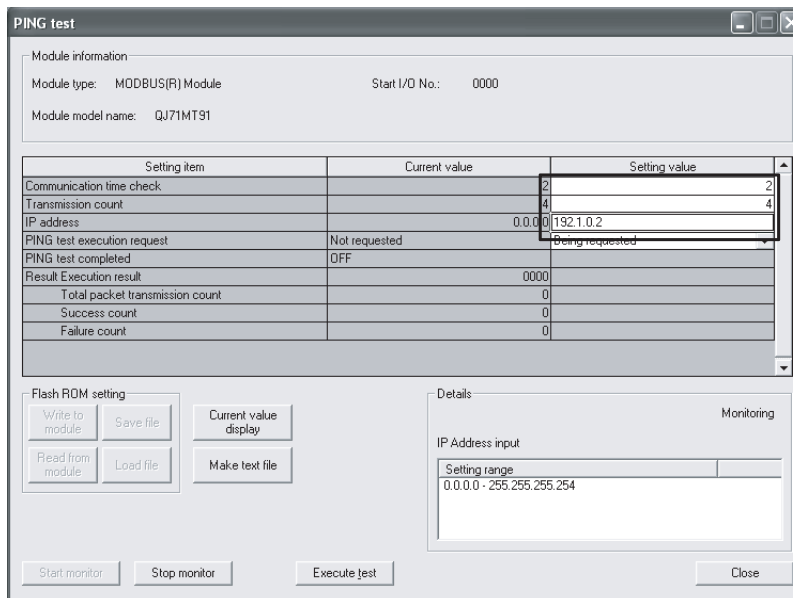 PING test
Module information
Module type: MODBUS(R) Module Start I/O No.: 0000
Module model name: QJ71MT91
Setting item Current value Setting value
Communication time check 2 2
Transmission count 4 4
IP address 0.0.0.0 192.1.0.2
PING test execution request Not requested Being requested
PING test completed OFF
Result Execution result 0000
Total packet transmission count 0
Success count 0
Failure count 0
Flash ROM setting
Write to module
Save file
Current value display
Read from module
Load file
Make text file
Details
Monitoring
IP Address input
Setting range
0.0.0.0 - 255.255.255.254
Start monitor Stop monitor Execute test Close